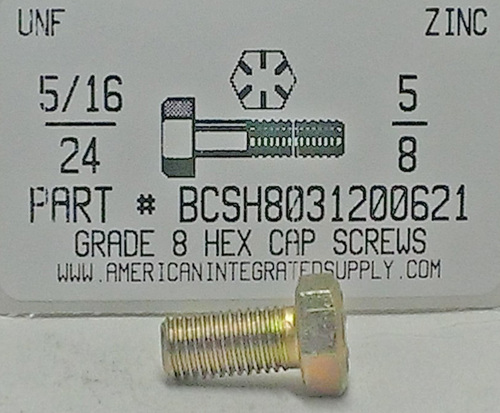 UNF ZINC
5/16 5
24 8
PART # BCSH8031200621
GRADE 8 HEX CAP SCREWS
WWW.AMERICANINTEGRATEDSUPPLY.COM